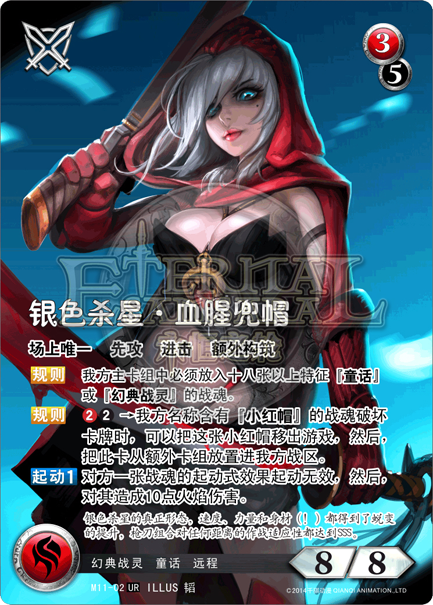 3
5
ETERNAL
银色杀星·血腥兜帽
场上唯一 先攻 进击 额外构筑
规则 我方主卡组中必须放入十八张以上特征『童话』
或『幻典战灵』的战魂。
规则 2 2 →我方名称含有『小红帽』的战魂破坏
卡牌时，可以把这张小红帽移出游戏，然后，
把此卡从额外卡组放置进我方战区。
起动1 对方一张战魂的起动式效果起动无效，然后，
对其造成10点火焰伤害。
银色杀星的真正形态，速度、力量和身材（！）都得到了蜕变
的提升，枪刃组合对任何距离的作战适应性都达到SSS。
幻典战灵 童话 远程
8 / 8
M11-02 UR ILLUS 韬
©2014千骐动漫 QIANQI ANIMATION.,LTD